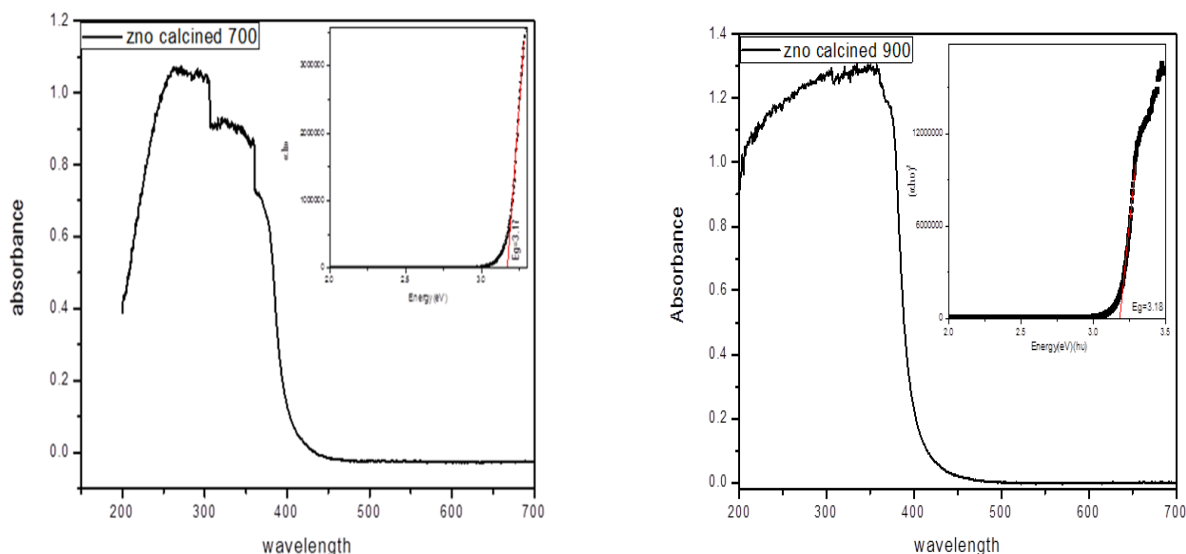 zno calcined 700
absorbance
1.2
1.0
0.8
0.6
0.4
0.2
0.0
200 300 400 500 600 700
wavelength
3000000
2000000
1000000
0
2.0 2.5 3.0
Energy(eV)
Eg=3.17
zno calcined 900
Absorbance
1.4
1.2
1.0
0.8
0.6
0.4
0.2
0.0
200 300 400 500 600 700
wavelength
12000000
6000000
0
2.0 2.5 3.0 3.5
Energy(eV)(hυ)
(αhυ)²
Eg=3.18